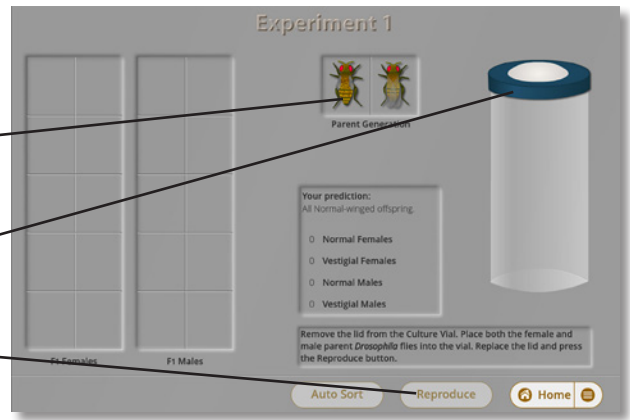 Experiment 1
Parent Generation
Your prediction:
All Normal-winged offspring.
0 Normal Females
0 Vestigial Females
0 Normal Males
0 Vestigial Males
F1 Females
F1 Males
Remove the lid from the Culture Vial. Place both the female and
male parent Drosophila flies into the vial. Replace the lid and press
the Reproduce button.
Auto Sort
Reproduce
Home